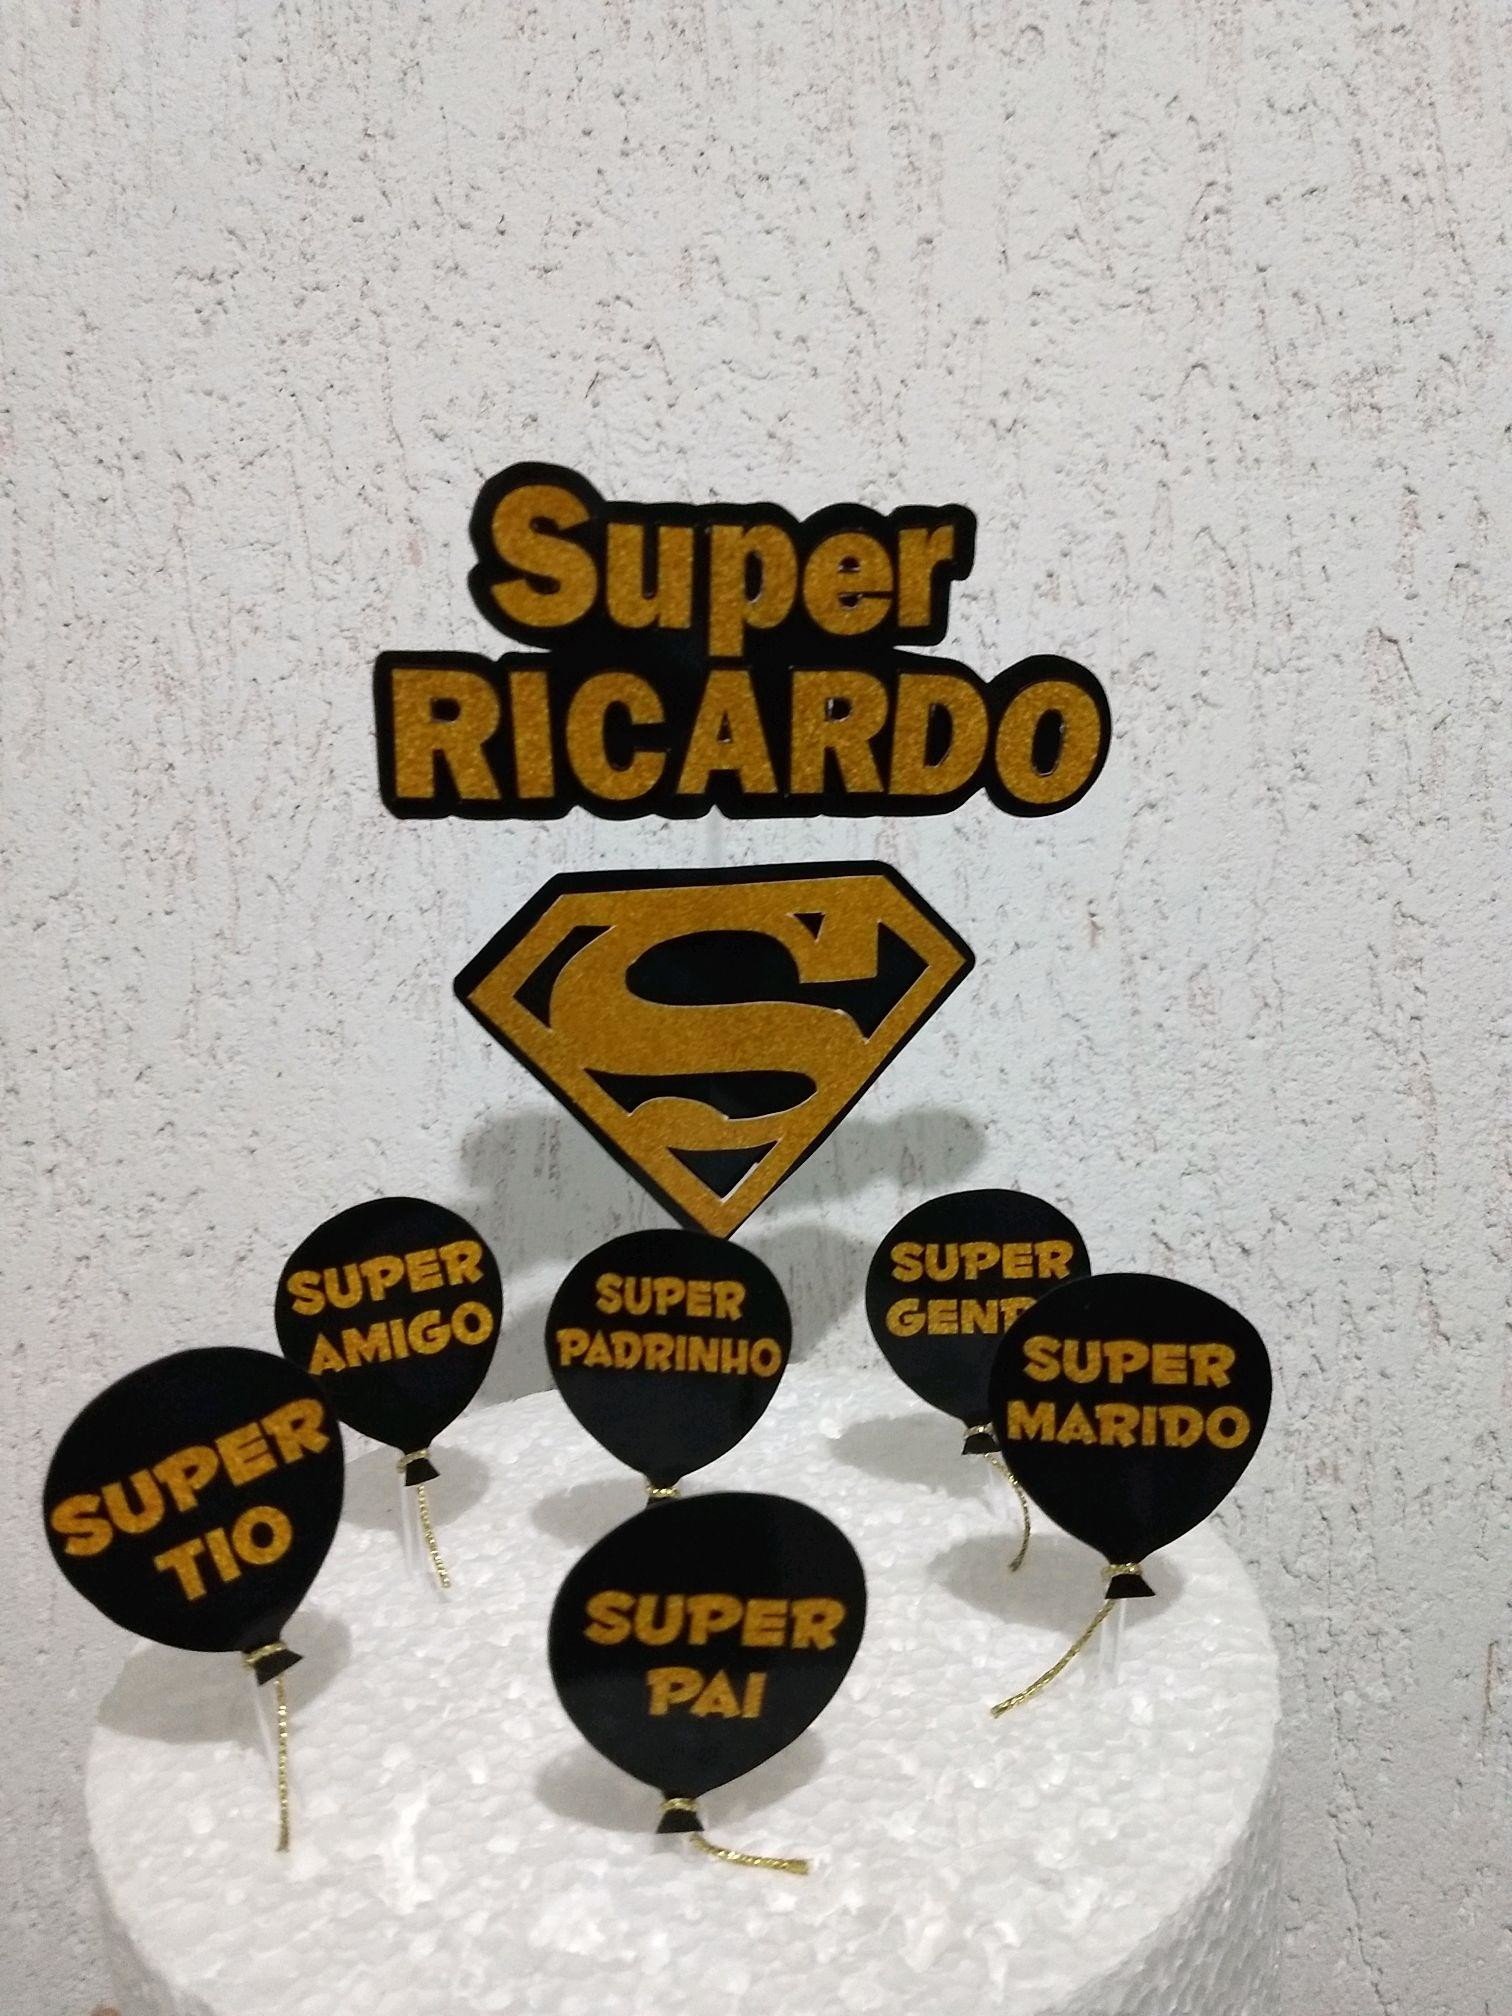 Super
RICARDO
S
SUPER
AMIGO
SUPER
PADRINHO
SUPER
SUPER
MARIDO
SUPER
TIO
SUPER
PAI